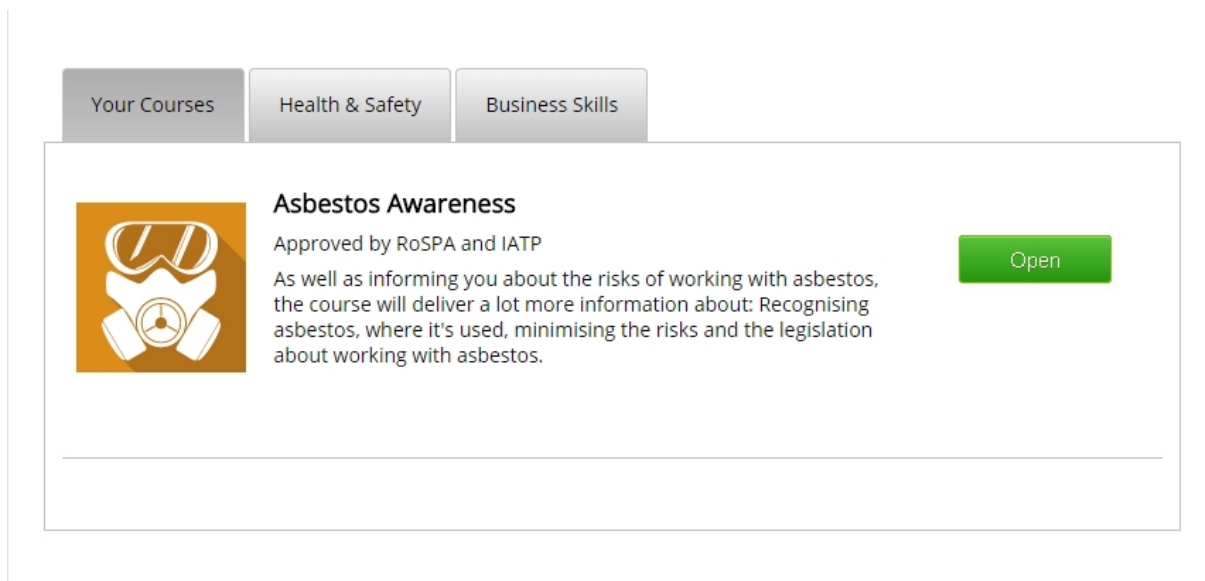 Your Courses
Health & Safety
Business Skills
Asbestos Awareness
Approved by RoSPA and IATP
As well as informing you about the risks of working with asbestos,
the course will deliver a lot more information about: Recognising
asbestos, where it's used, minimising the risks and the legislation
about working with asbestos.
Open